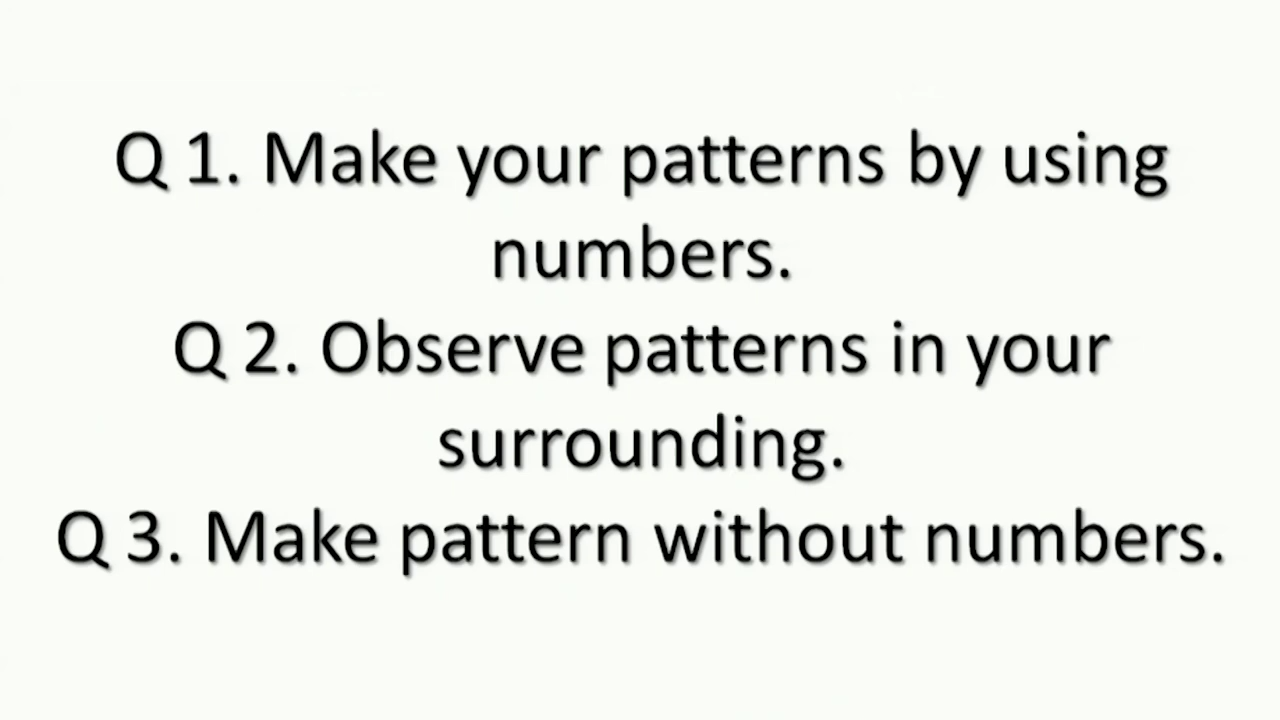 Q 1. Make your patterns by using
numbers.
Q 2. Observe patterns in your
surrounding.
Q 3. Make pattern without numbers.